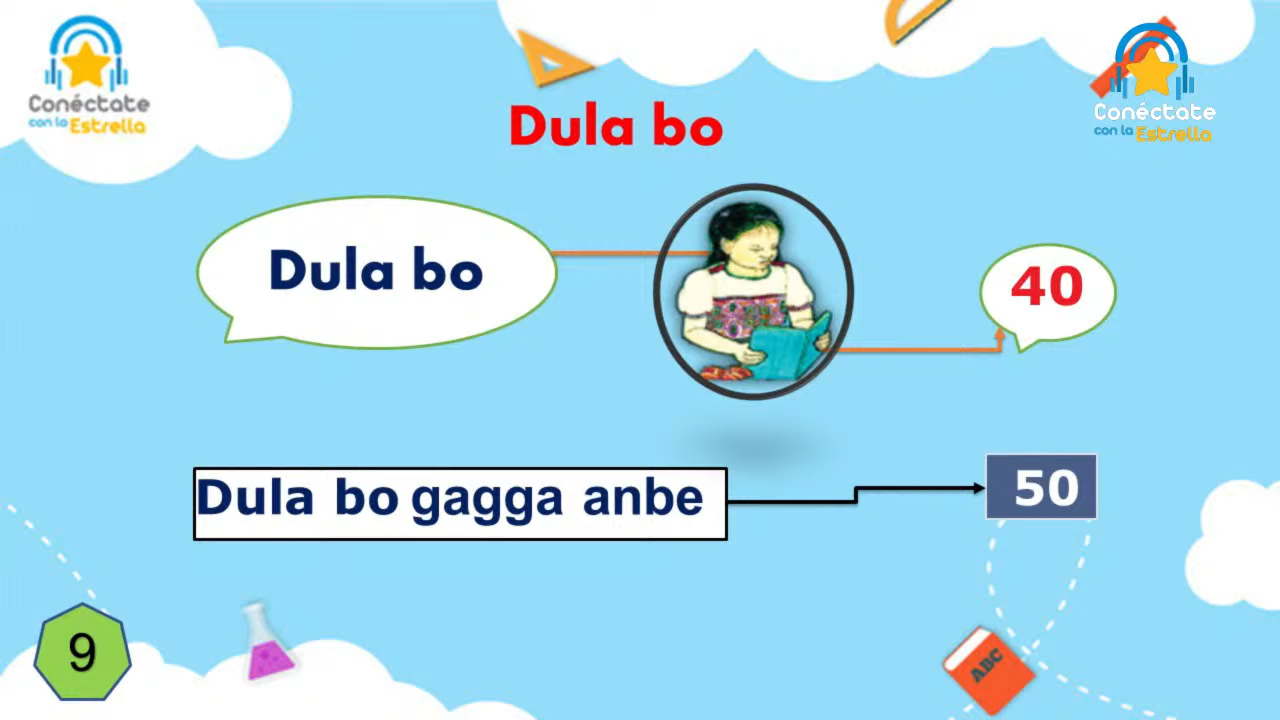 Conéctate
con la Estrella
Conéctate
con la Estrella
Dula bo
Dula bo
40
Dula bo gagga anbe
50
9
ABC